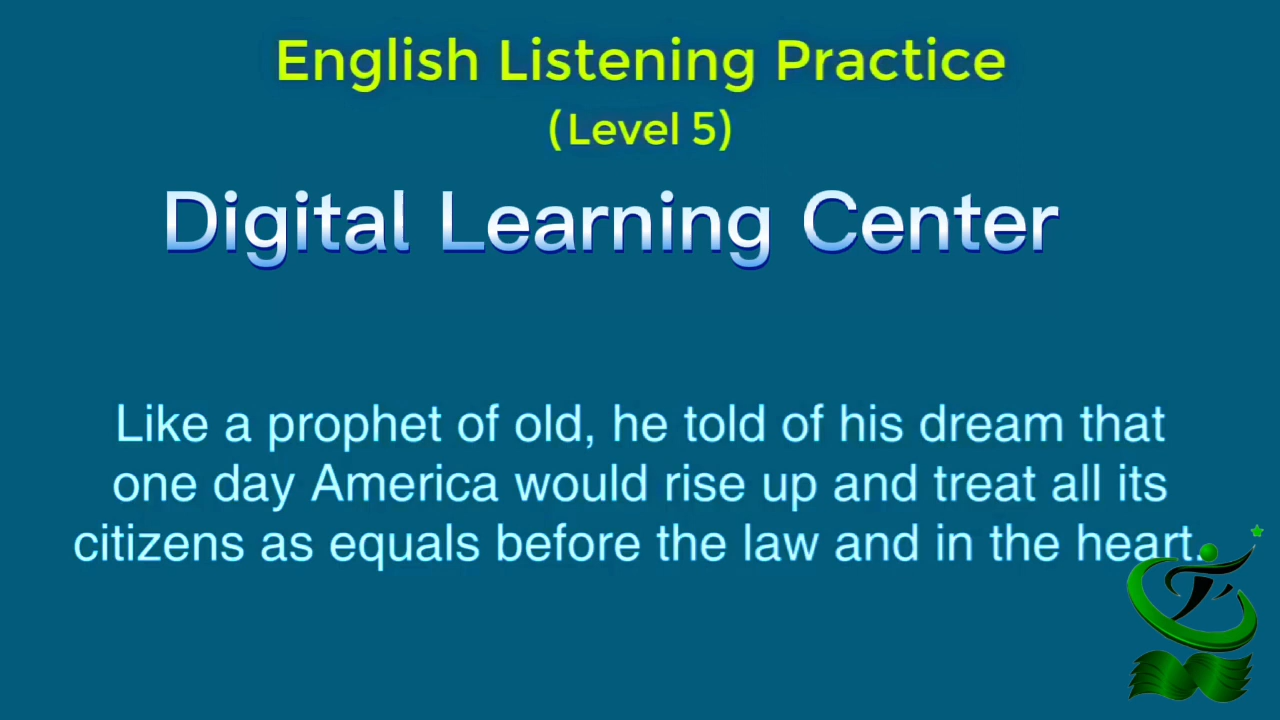 English Listening Practice
(Level 5)
Digital Learning Center
Like a prophet of old, he told of his dream that
one day America would rise up and treat all its
citizens as equals before the law and in the heart.